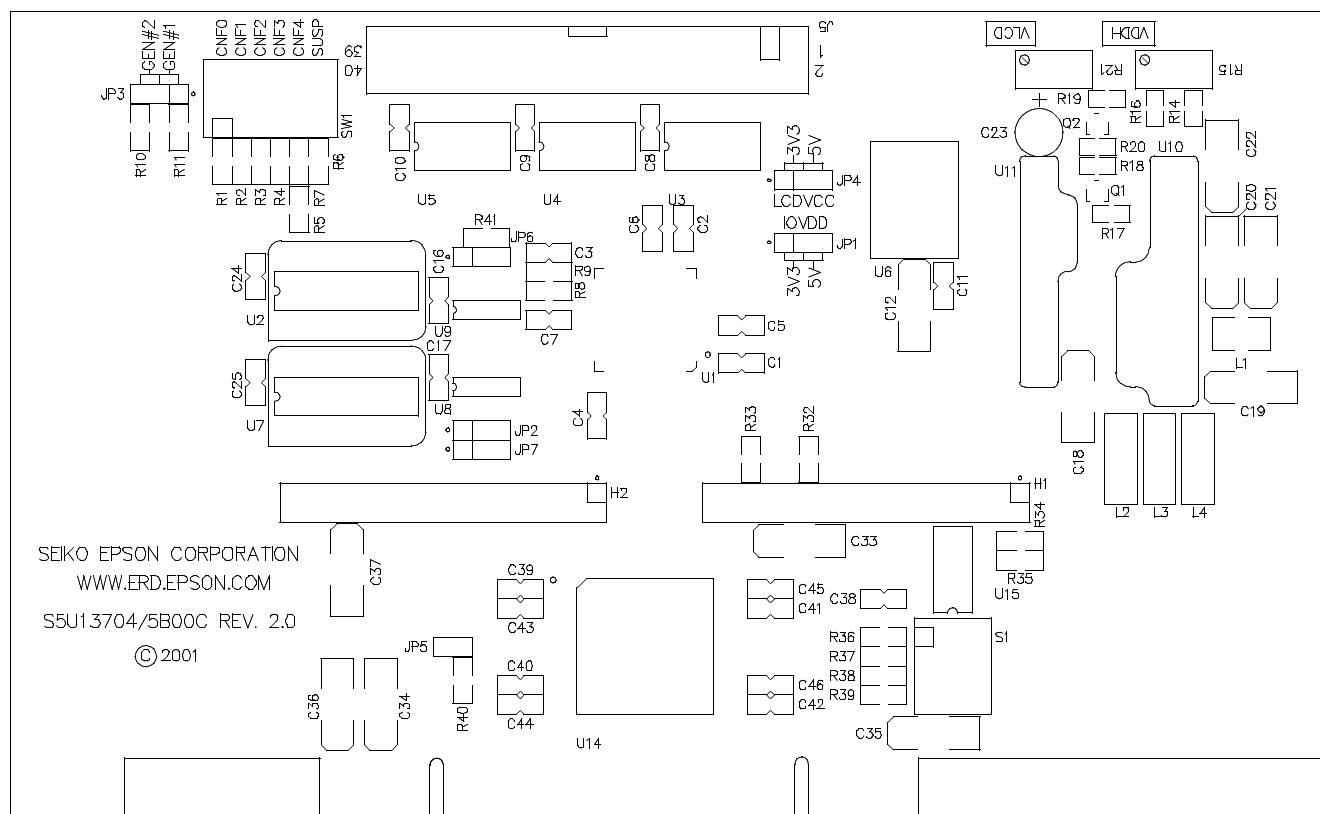 GEN#2
GEN#1
CNF0
CNF1
CNF2
CNF3
CNF4
SUSP
39
40
J5
1
2
VLCD
VDDH
JP3
SW1
R21
R15
R19
R16
R14
R10
R11
R6
C10
C9
C8
3V3
5V
C23
Q2
R20
R18
U10
C22
U11
R1
R2
R3
R4
R7
R5
U5
U4
U3
JP4
LCDVCC
IOVDD
Q1
C20
C21
R17
R41
JP6
C16
C6
C2
JP1
3V3
5V
C3
R9
R8
C24
U6
C11
C12
U2
U9
C7
C5
C17
C25
U1
C1
L1
U7
U8
C4
R33
R32
C19
JP2
JP7
C18
H2
H1
R34
L2
L3
L4
SEIKO EPSON CORPORATION
WWW.ERD.EPSON.COM
S5U13704/5B00C REV. 2.0
© 2001
C37
C33
R35
U15
C39
C43
C45
C41
C38
JP5
R36
R37
R38
R39
S1
C40
C44
C46
C42
C36
C34
R40
U14
C35